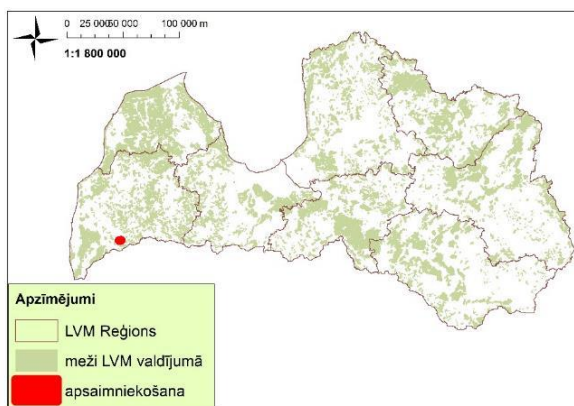 0 25 000 50 000 100 000 m
1:1 800 000
Apzīmējumi
LVM Reģions
meži LVM valdījumā
apsaimniekošana